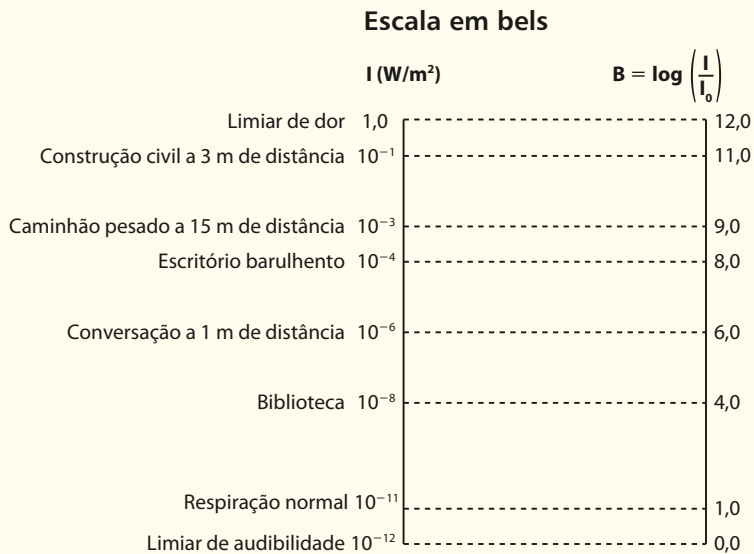 Escala em bels
I (W/m²) B = log (I/I₀)
Limiar de dor 1,0 12,0
Construção civil a 3 m de distância 10⁻¹ 11,0
Caminhão pesado a 15 m de distância 10⁻³ 9,0
Escritório barulhento 10⁻⁴ 8,0
Conversação a 1 m de distância 10⁻⁶ 6,0
Biblioteca 10⁻⁸ 4,0
Respiração normal 10⁻¹¹ 1,0
Limiar de audibilidade 10⁻¹² 0,0